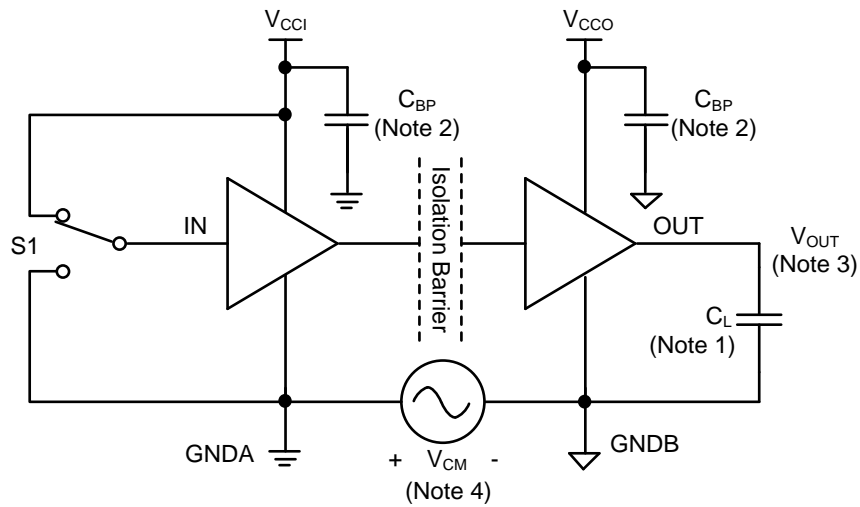 VCCI
VCCO
CBP
(Note 2)
CBP
(Note 2)
Isolation Barrier
IN
OUT
S1
VOUT
(Note 3)
CL
(Note 1)
GNDA
+ VCM -
(Note 4)
GNDB